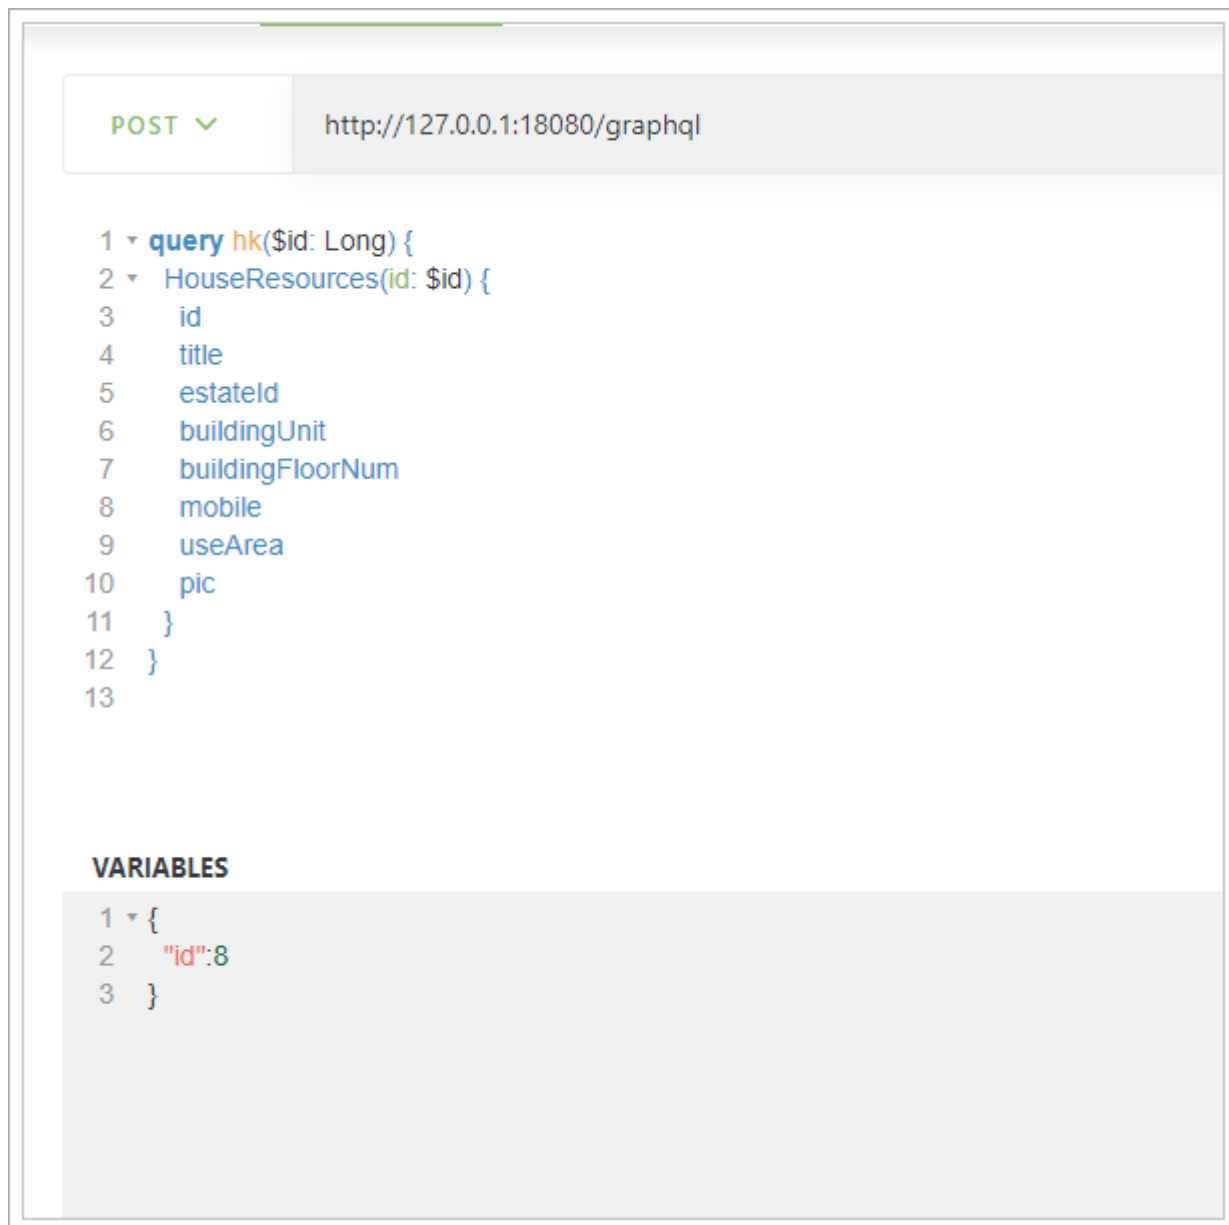 POST http://127.0.0.1:18080/graphql
1 query hk($id: Long) {
2 HouseResources(id: $id) {
3 id
4 title
5 estateId
6 buildingUnit
7 buildingFloorNum
8 mobile
9 useArea
10 pic
11 }
12 }
13
VARIABLES
1 {
2 "id":8
3 }